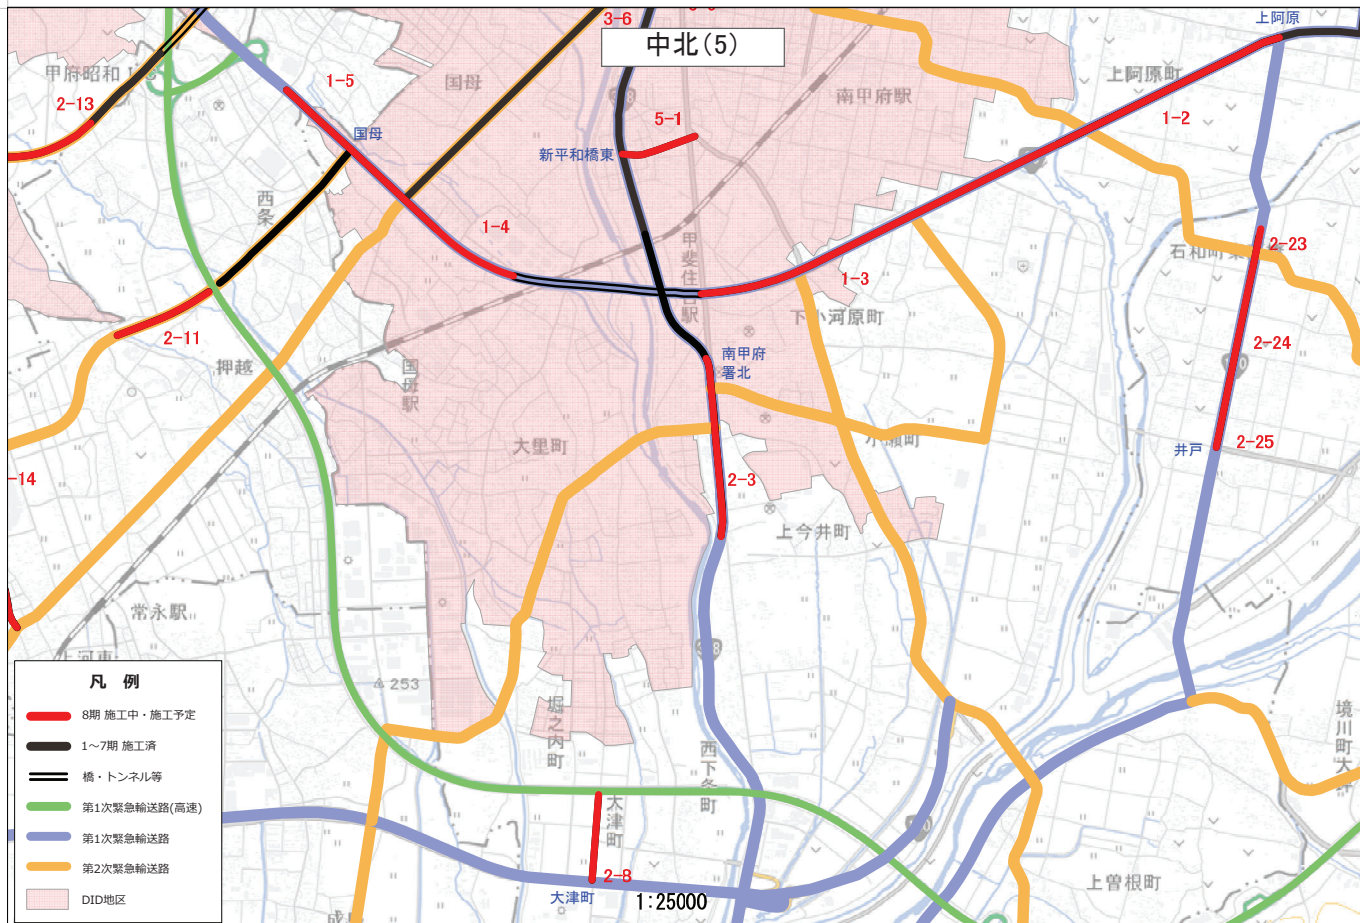 上阿原
3-6
中北(5)
甲府昭和
1-5
国母
上阿原町
2-13
南甲府駅
5-1
1-2
国母
新平和橋東
西条
1-4
甲斐住吉駅
2-23
1-3
下小河原町
2-11
2-24
押越
国母駅
南甲府
署北
大里町
小瀬町
井戸
2-25
-14
2-3
上今井町
常永駅
上河東
253
堀之内町
西下条町
境川町大坪
大津町
2-8
大津町
1:25000
上曽根町
凡 例
8期 施工中・施工予定
1～7期 施工済
橋・トンネル等
第1次緊急輸送路(高速)
第1次緊急輸送路
第2次緊急輸送路
DID地区